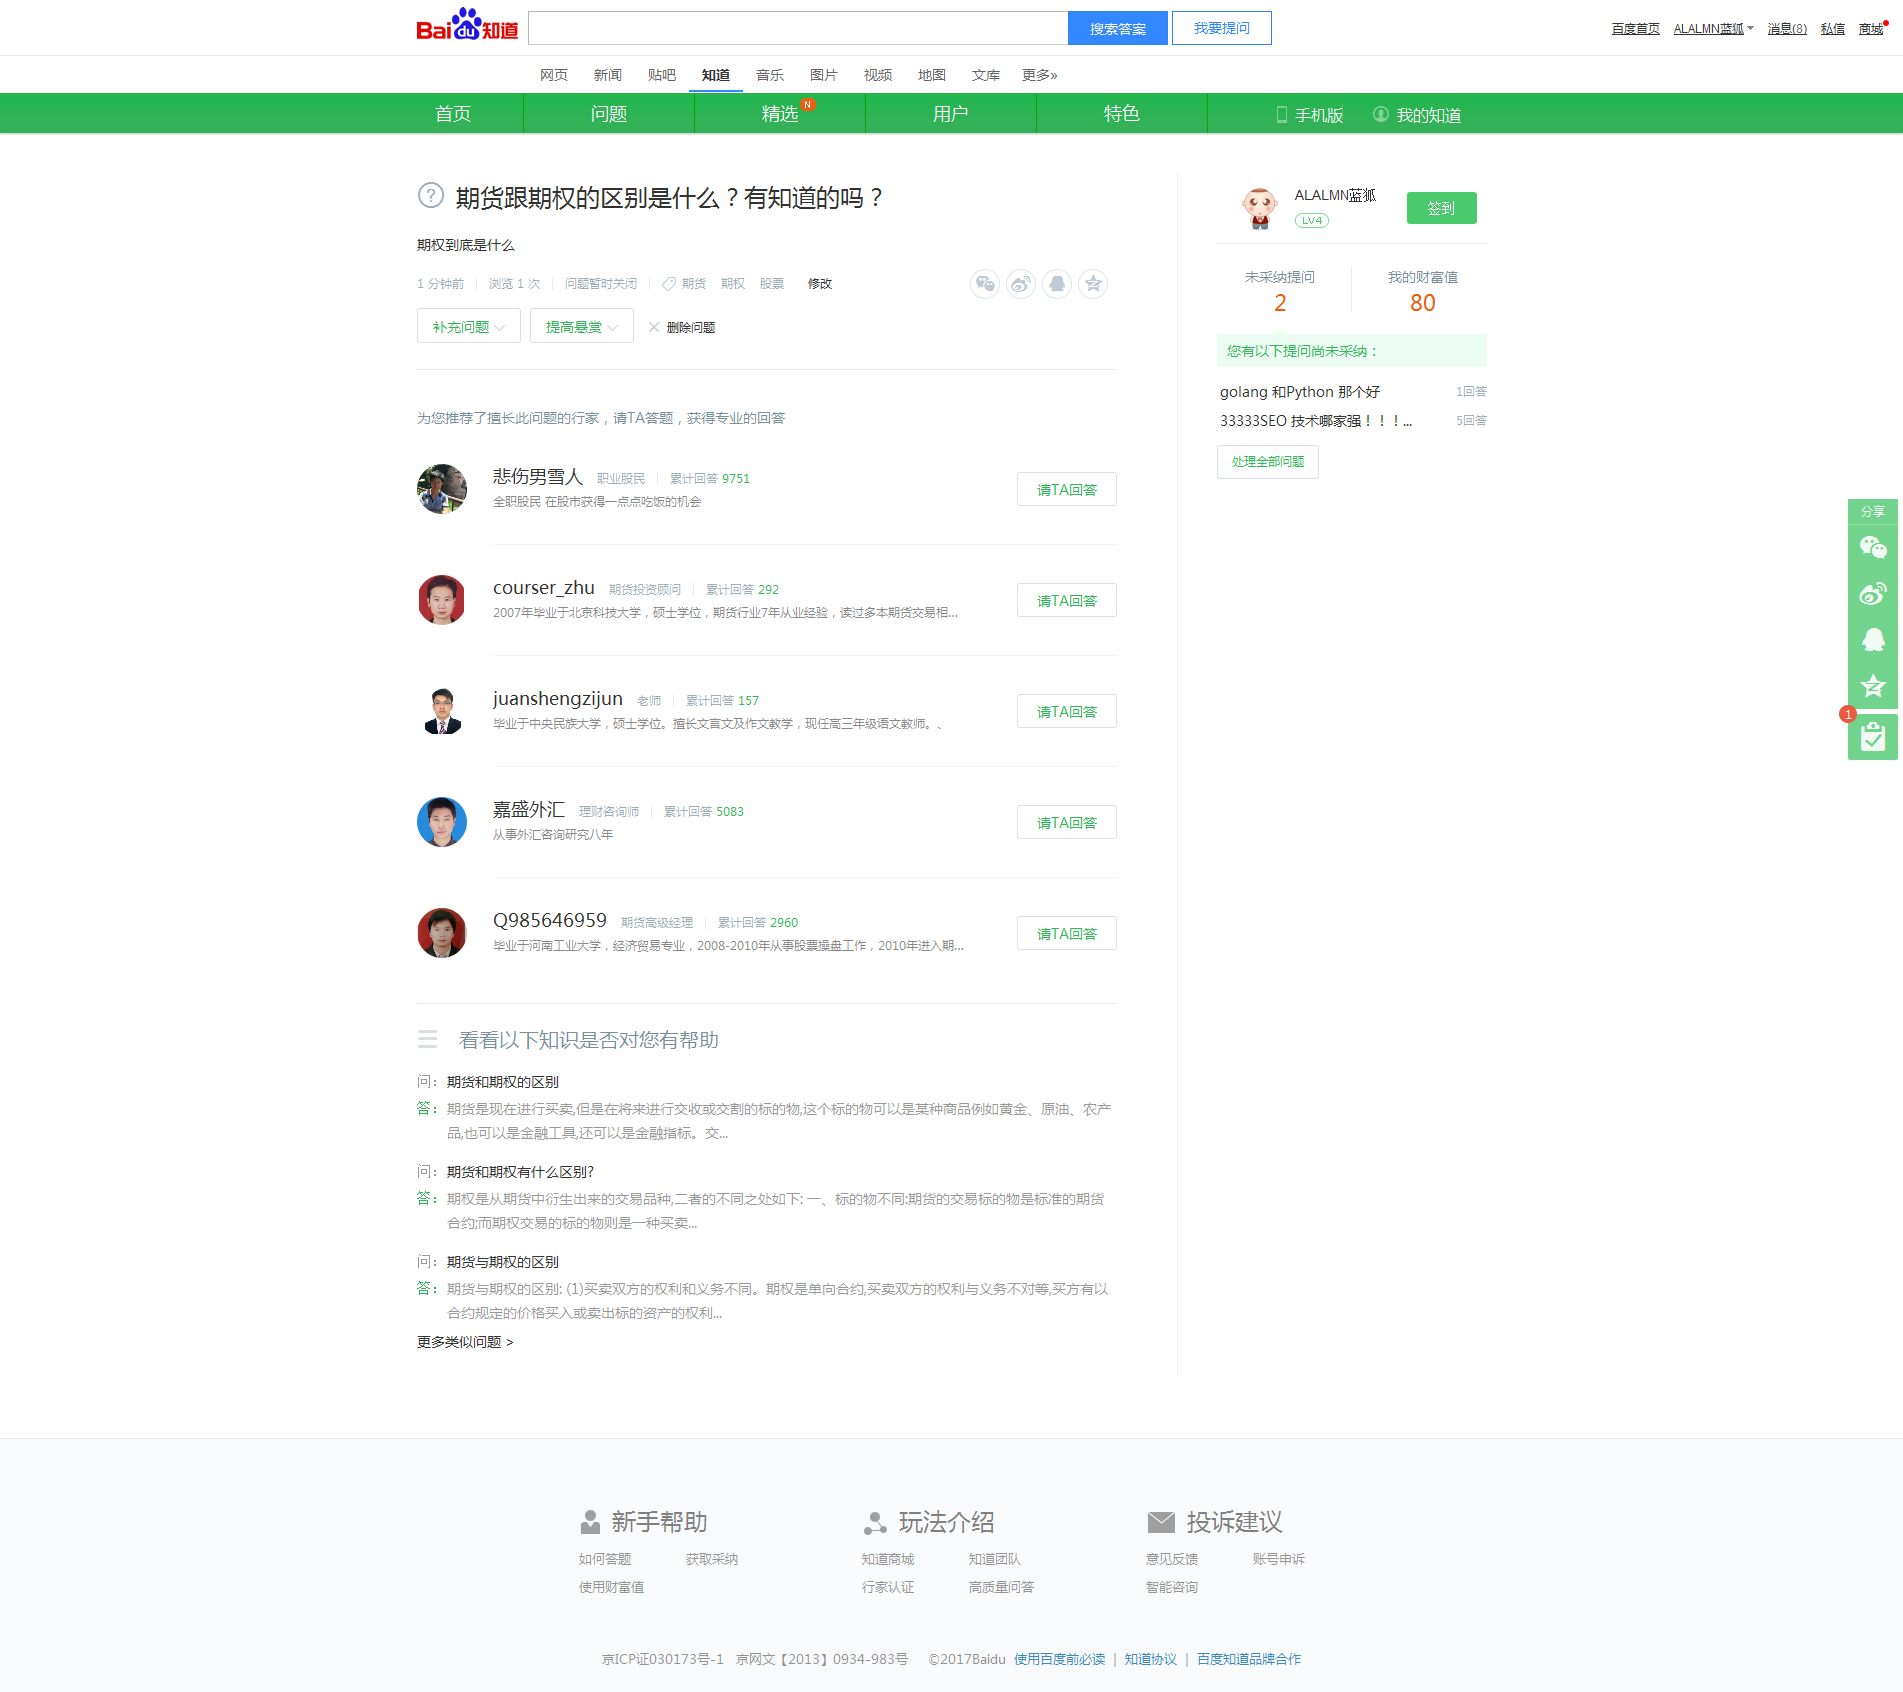 Bai du 知道
搜索答案
我要提问
百度首页 ALALMN蓝狐 消息(8) 私信 商城
网页 新闻 贴吧 知道 音乐 图片 视频 地图 文库 更多»
首页 问题 精选 N 用户 特色 手机版 我的知道
期货跟期权的区别是什么？有知道的吗？
期权到底是什么
1 分钟前 浏览 1 次 问题暂时关闭 期货 期权 股票 修改
补充问题 提高悬赏 删除问题
为您推荐了擅长此问题的行家，请TA答题，获得专业的回答
悲伤男雪人 职业股民 累计回答 9751
全职股民 在股市获得一点点吃饭的机会
请TA回答
courser_zhu 期货投资顾问 累计回答 292
2007年毕业于北京科技大学，硕士学位，期货行业7年从业经验，读过多本期货交易相...
请TA回答
juanshengzijun 老师 累计回答 157
毕业于中央民族大学，硕士学位。擅长文言文及作文教学，现任高三年级语文教师。、
请TA回答
嘉盛外汇 理财咨询师 累计回答 5083
从事外汇咨询研究八年
请TA回答
Q985646959 期货高级经理 累计回答 2960
毕业于河南工业大学，经济贸易专业，2008-2010年从事股票操盘工作，2010年进入期...
请TA回答
看看以下知识是否对您有帮助
问： 期货和期权的区别
答： 期货是现在进行买卖,但是在将来进行交收或交割的标的物,这个标的物可以是某种商品例如黄金、原油、农产
品,也可以是金融工具,还可以是金融指标。交...
问： 期货和期权有什么区别?
答： 期权是从期货中衍生出来的交易品种,二者的不同之处如下: 一、标的物不同:期货的交易标的物是标准的期货
合约;而期权交易的标的物则是一种买卖...
问： 期货与期权的区别
答： 期货与期权的区别: (1)买卖双方的权利和义务不同。期权是单向合约,买卖双方的权利与义务不对等,买方有以
合约规定的价格买入或卖出标的资产的权利...
更多类似问题 >
ALALMN蓝狐
LV4
签到
未采纳提问 我的财富值
2 80
您有以下提问尚未采纳：
golang 和Python 那个好 1回答
33333SEO 技术哪家强！！！... 5回答
处理全部问题
分享
1
新手帮助 玩法介绍 投诉建议
如何答题 获取采纳 知道商城 知道团队 意见反馈 账号申诉
使用财富值 行家认证 高质量问答 智能咨询
京ICP证030173号-1 京网文【2013】0934-983号 ©2017Baidu 使用百度前必读 | 知道协议 | 百度知道品牌合作